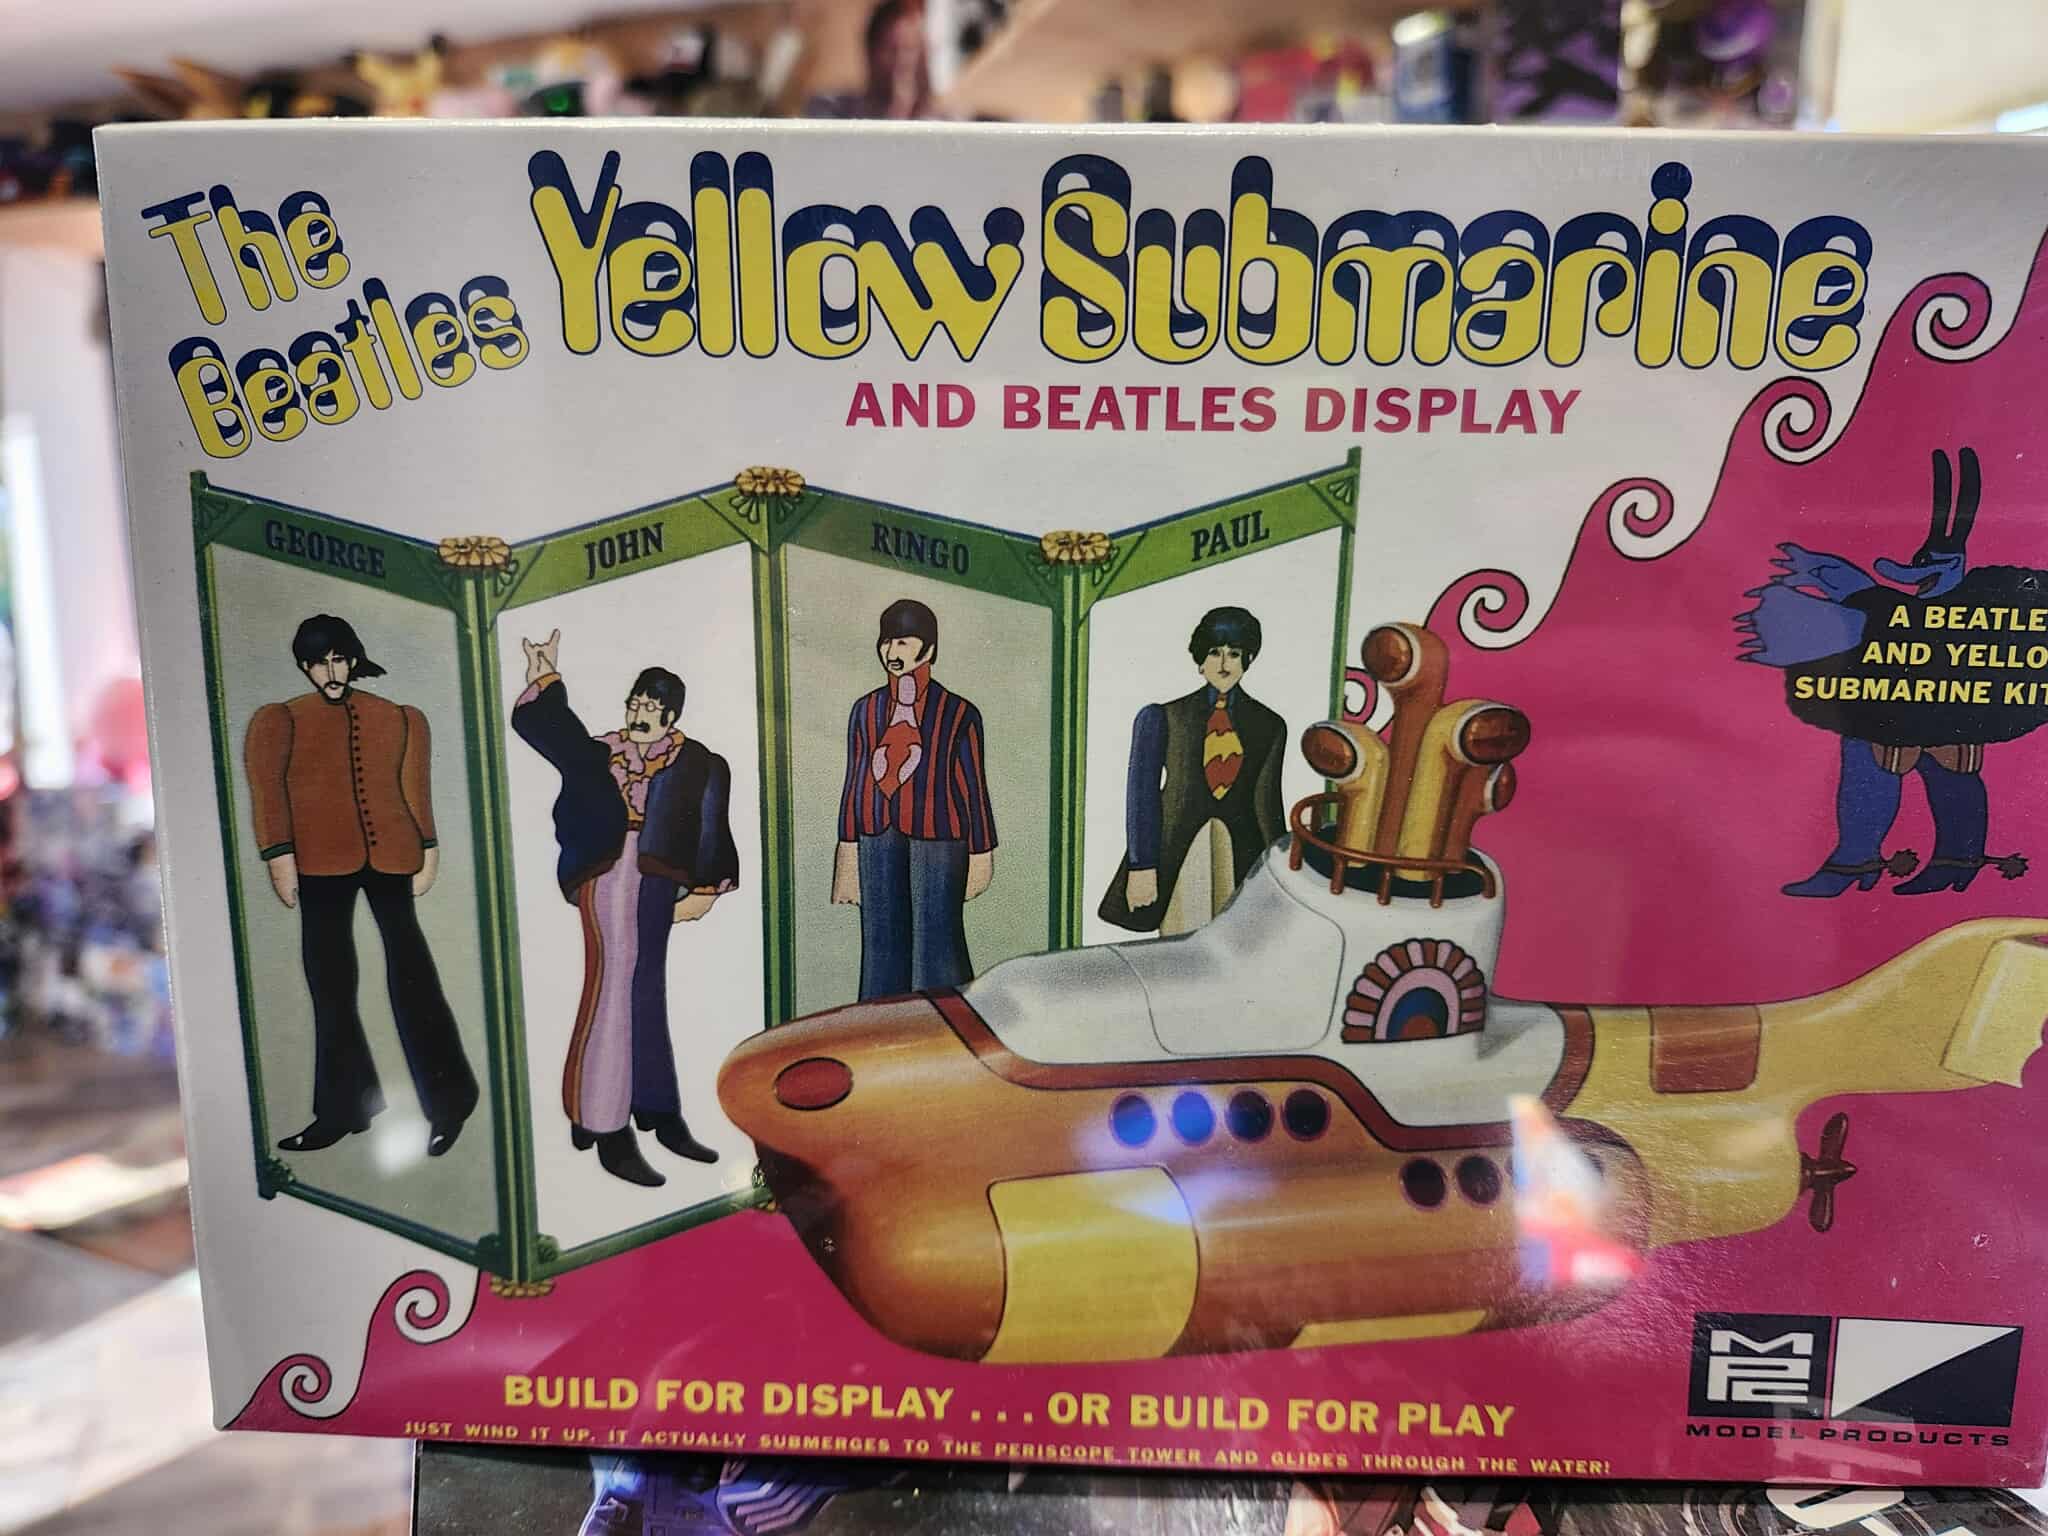 The
Beatles
Yellow Submarine
AND BEATLES DISPLAY
GEORGE
JOHN
RINGO
PAUL
A BEATLE
AND YELLO
SUBMARINE KIT
BUILD FOR DISPLAY . . . OR BUILD FOR PLAY
JUST WIND IT UP, IT ACTUALLY SUBMERGES TO THE PERISCOPE TOWER AND GLIDES THROUGH THE WATER!
MPC
MODEL PRODUCTS